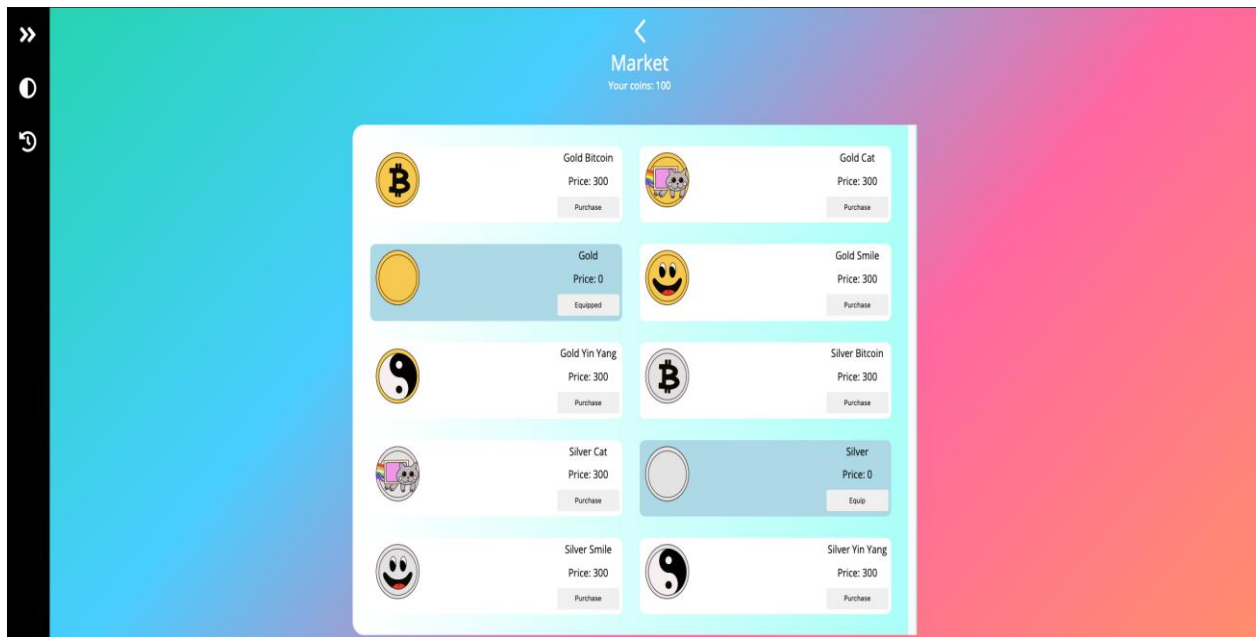 Market
Your coins: 100
Gold Bitcoin
Price: 300
Purchase
Gold Cat
Price: 300
Purchase
Gold
Price: 0
Equipped
Gold Smile
Price: 300
Purchase
Gold Yin Yang
Price: 300
Purchase
Silver Bitcoin
Price: 300
Purchase
Silver Cat
Price: 300
Purchase
Silver
Price: 0
Equip
Silver Smile
Price: 300
Purchase
Silver Yin Yang
Price: 300
Purchase